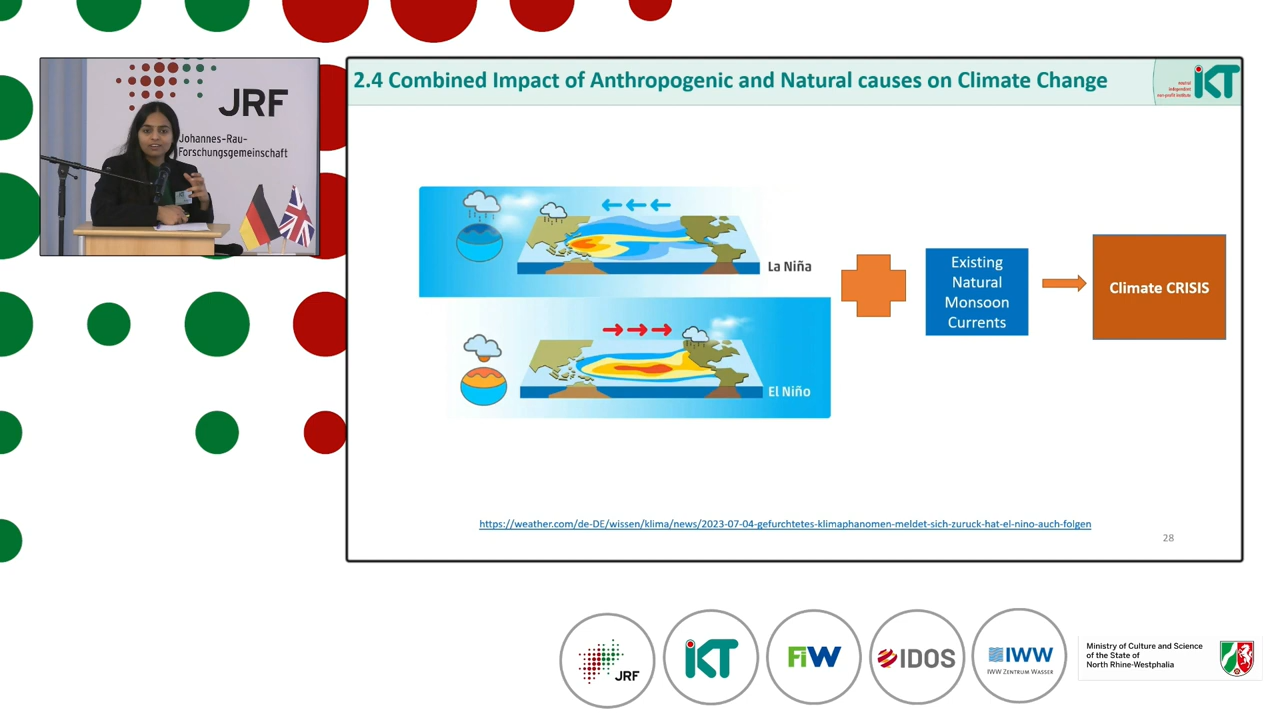 JRF
Johannes-Rau-
Forschungsgemeinschaft
2.4 Combined Impact of Anthropogenic and Natural causes on Climate Change
neutral
independent
non-profit institute
iKT
La Niña
El Niño
Existing
Natural
Monsoon
Currents
Climate CRISIS
https://weather.com/de-DE/wissen/klima/news/2023-07-04-gefurchtetes-klimaphanomen-meldet-sich-zuruck-hat-el-nino-auch-folgen
28
JRF
iKT
FiW
IDOS
IWW
IWW ZENTRUM WASSER
Ministry of Culture and Science
of the State of
North Rhine-Westphalia